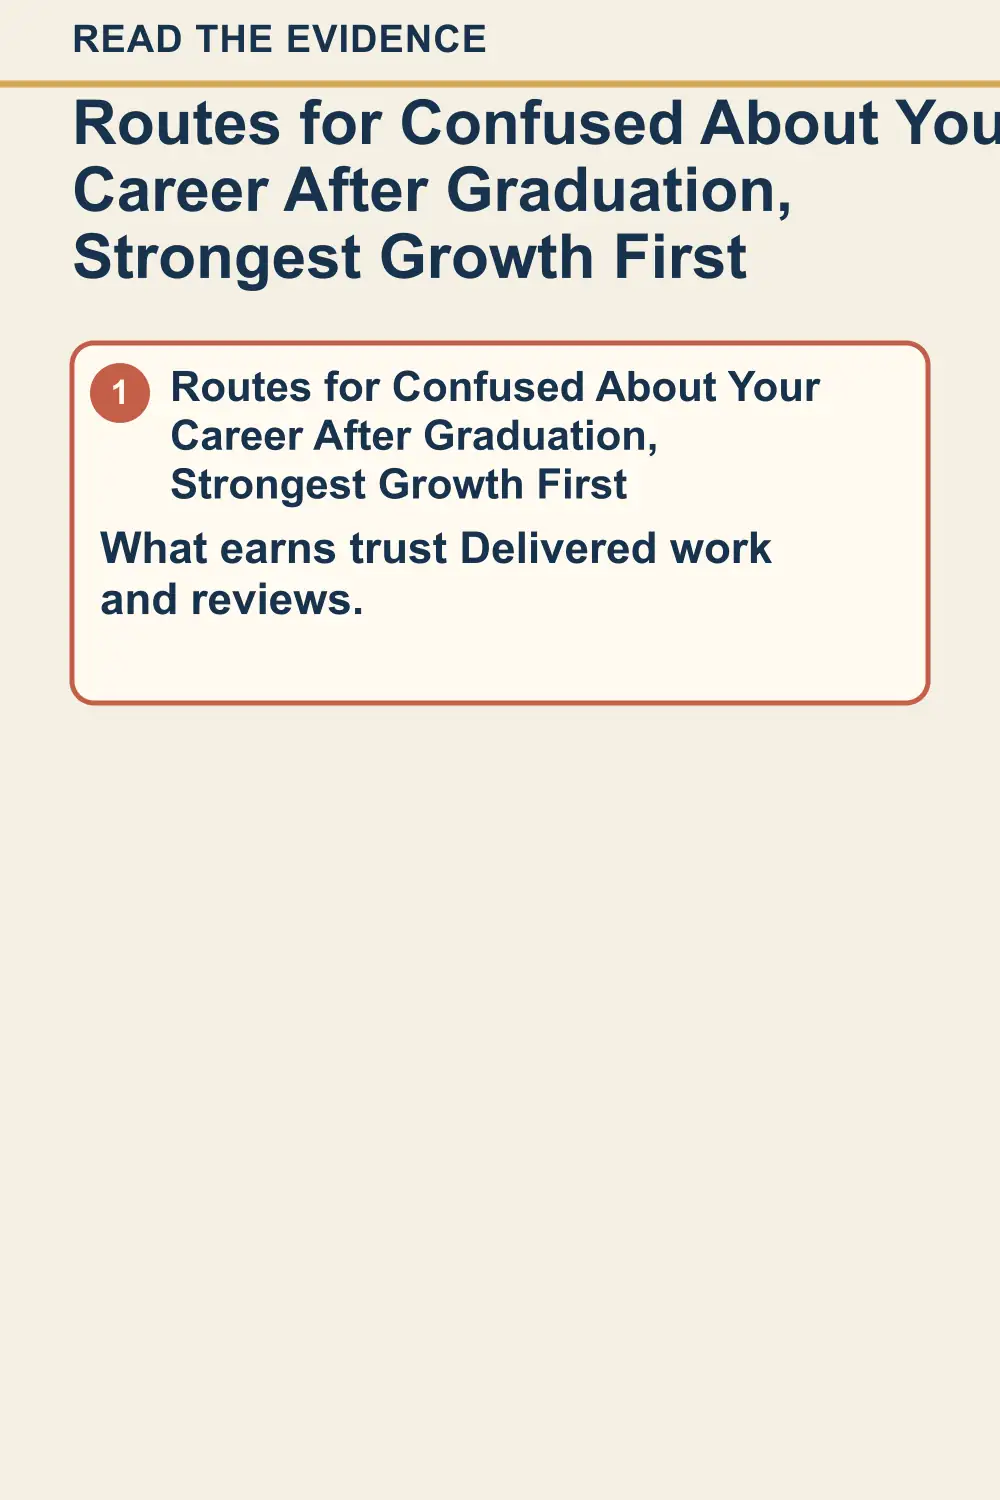 READ THE EVIDENCE
Routes for Confused About You
Career After Graduation,
Strongest Growth First
1
Routes for Confused About Your
Career After Graduation,
Strongest Growth First
What earns trust Delivered work
and reviews.